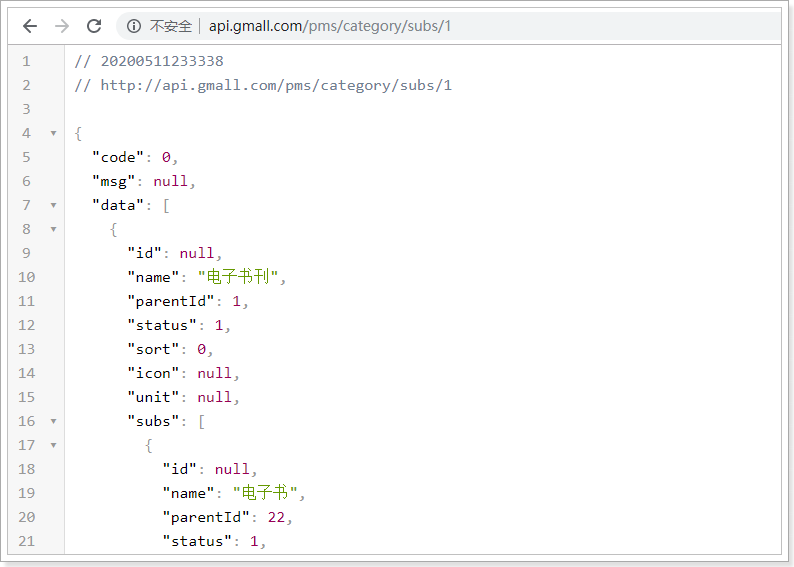 不安全 | api.gmall.com/pms/category/subs/1
1 // 20200511233338
2 // http://api.gmall.com/pms/category/subs/1
3
4 {
5 "code": 0,
6 "msg": null,
7 "data": [
8 {
9 "id": null,
10 "name": "电子书刊",
11 "parentId": 1,
12 "status": 1,
13 "sort": 0,
14 "icon": null,
15 "unit": null,
16 "subs": [
17 {
18 "id": null,
19 "name": "电子书",
20 "parentId": 22,
21 "status": 1,